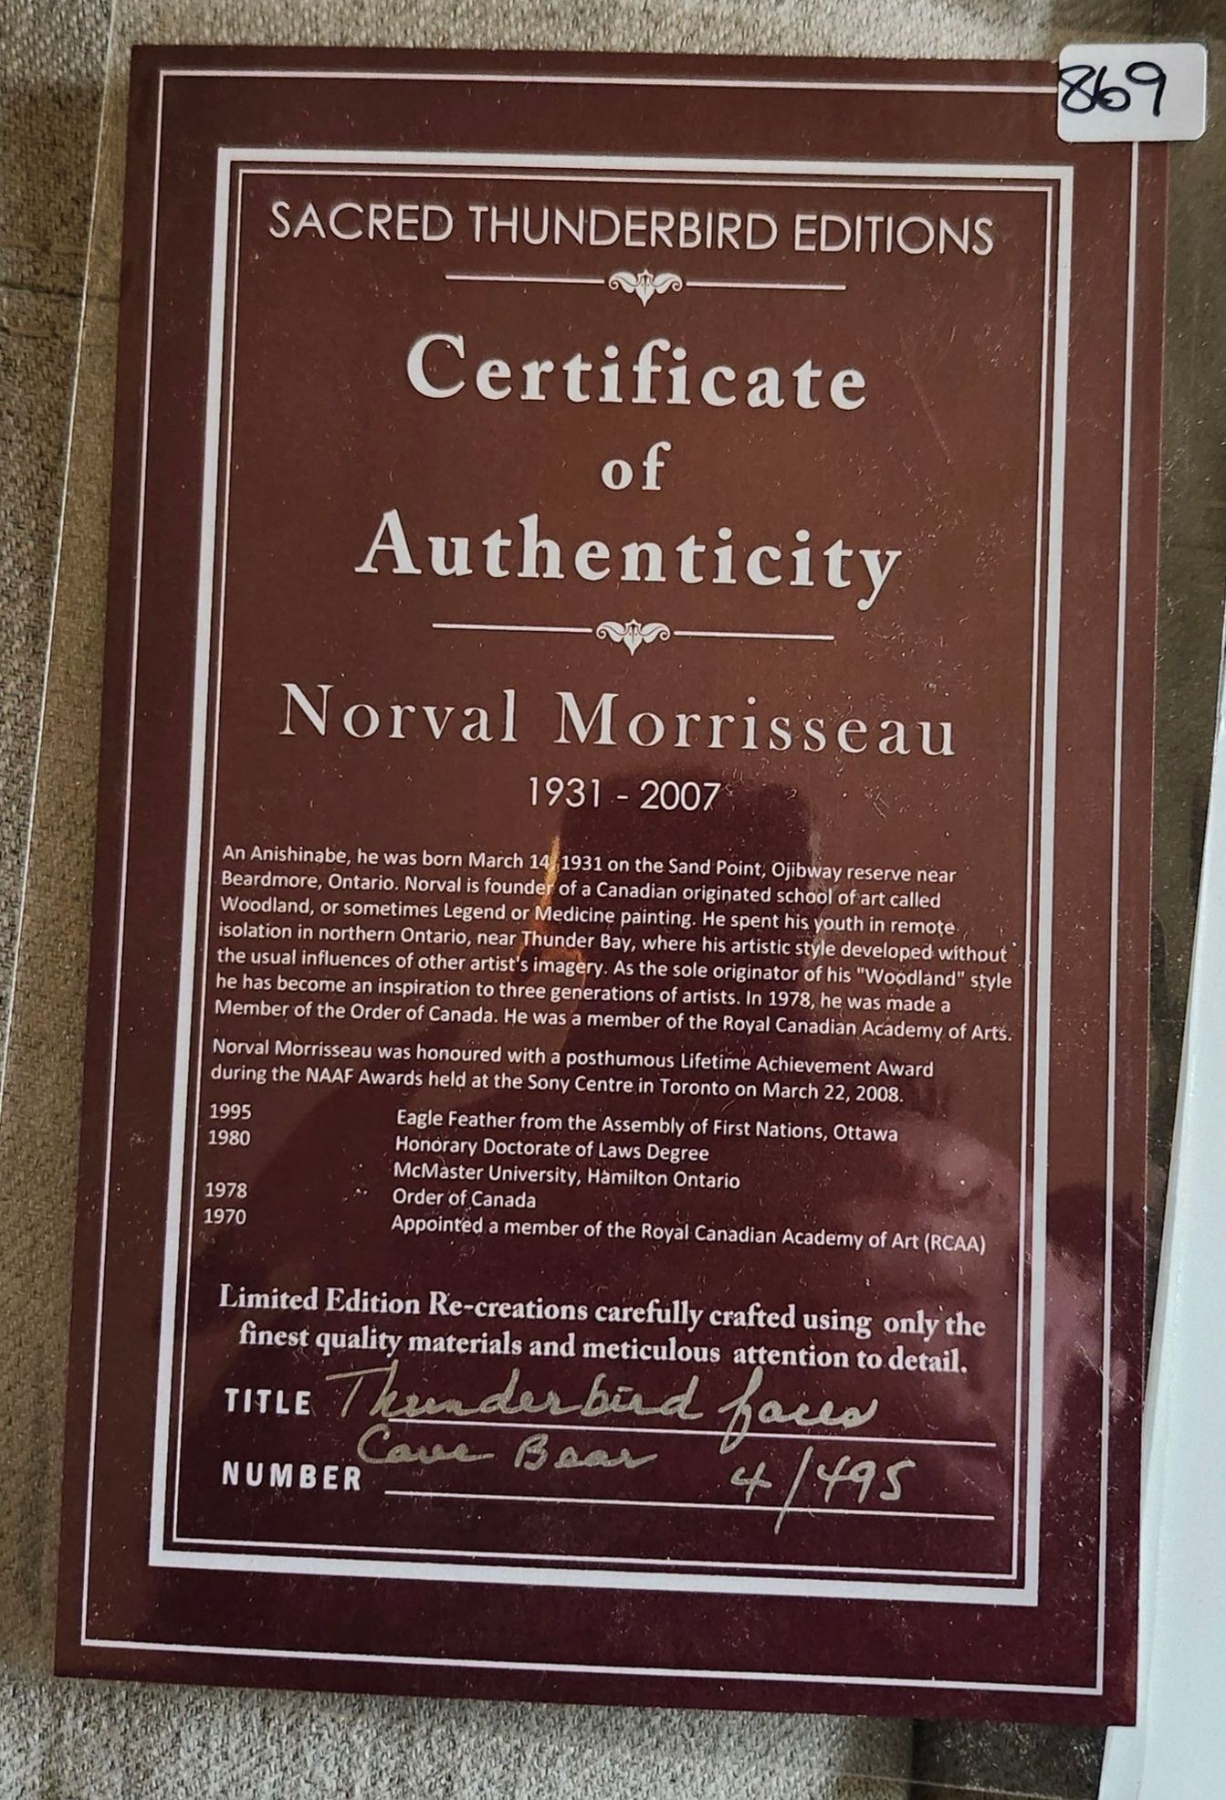 869
SACRED THUNDERBIRD EDITIONS
Certificate
of
Authenticity
Norval Morrisseau
1931 - 2007
An Anishinabe, he was born March 14, 1931 on the Sand Point, Ojibway reserve near
Beardmore, Ontario. Norval is founder of a Canadian originated school of art called
Woodland, or sometimes Legend or Medicine painting. He spent his youth in remote
isolation in northern Ontario, near Thunder Bay, where his artistic style developed without
the usual influences of other artist's imagery. As the sole originator of his "Woodland" style
he has become an inspiration to three generations of artists. In 1978, he was made a
Member of the Order of Canada. He was a member of the Royal Canadian Academy of Arts.
Norval Morrisseau was honoured with a posthumous Lifetime Achievement Award
during the NAAF Awards held at the Sony Centre in Toronto on March 22, 2008.
1995 Eagle Feather from the Assembly of First Nations, Ottawa
1980 Honorary Doctorate of Laws Degree
McMaster University, Hamilton Ontario
1978 Order of Canada
1970 Appointed a member of the Royal Canadian Academy of Art (RCAA)
Limited Edition Re-creations carefully crafted using only the
finest quality materials and meticulous attention to detail.
TITLE Thunderbird faces
Cave Bear
NUMBER 4/495